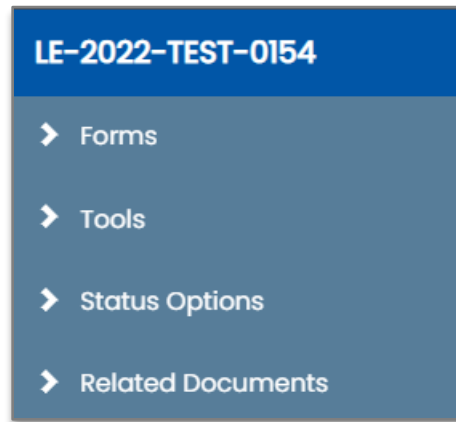 LE-2022-TEST-0154
Forms
Tools
Status Options
Related Documents